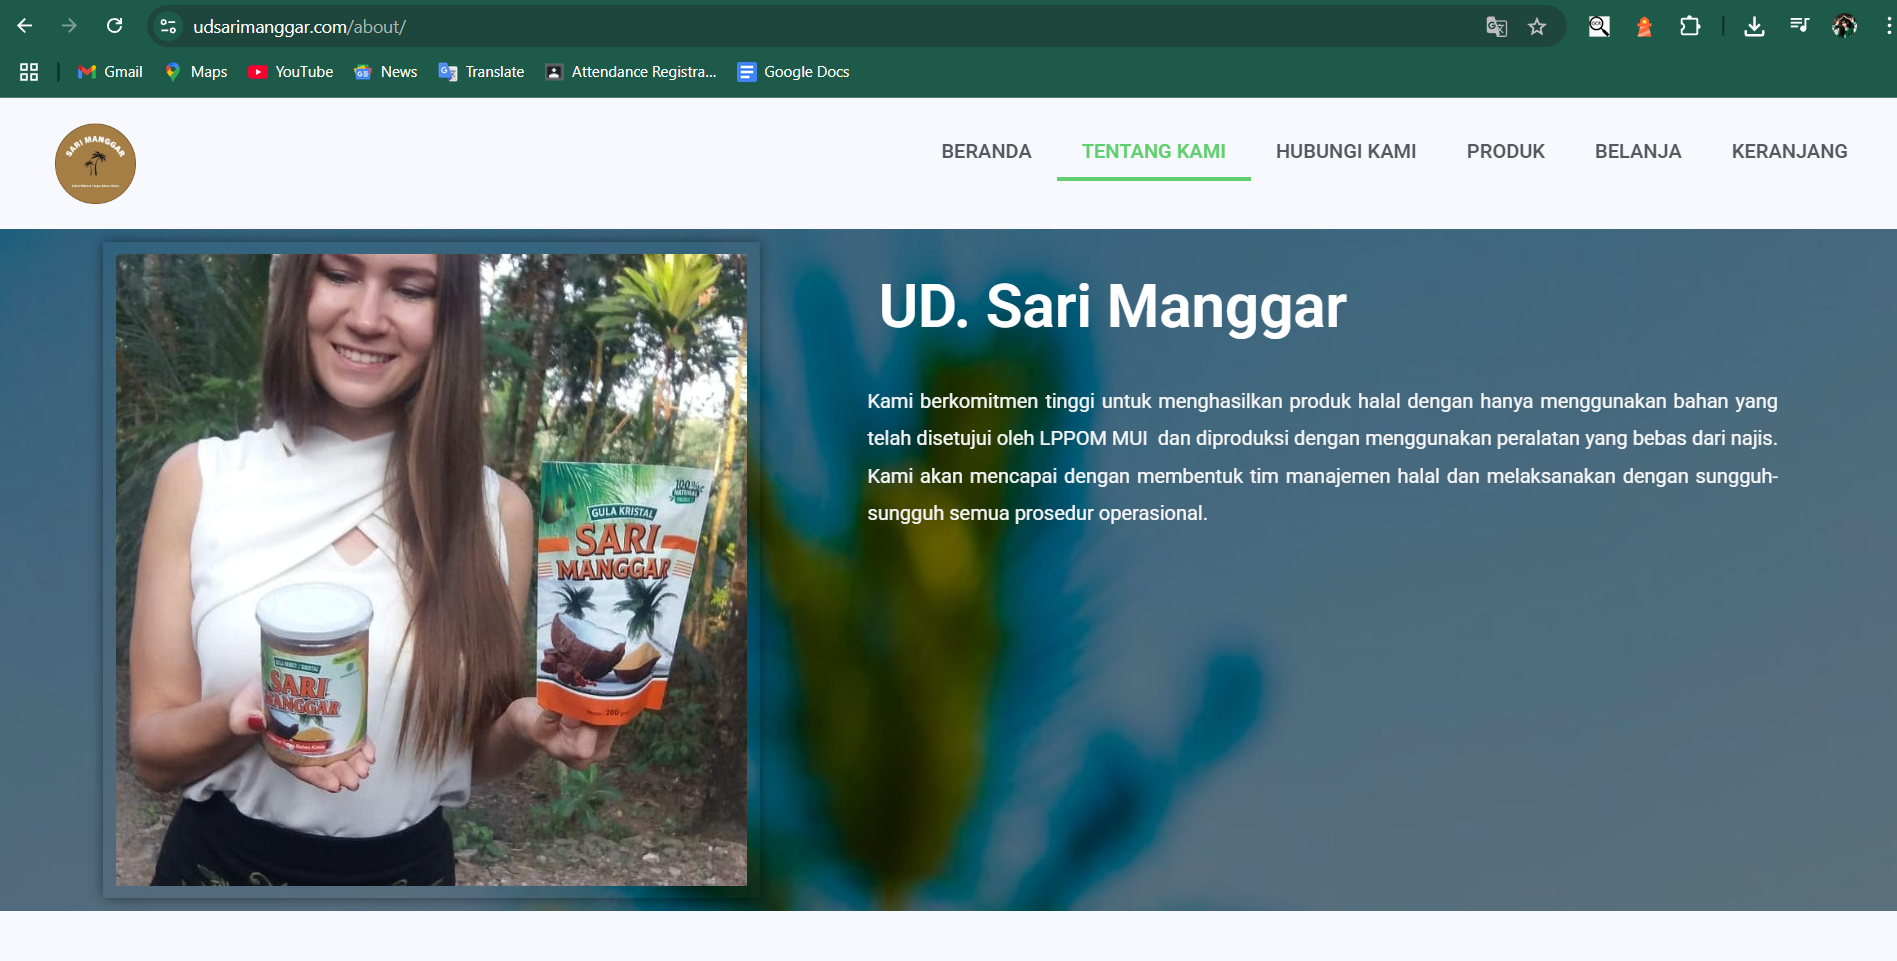 udsarimanggar.com/about/
Gmail Maps YouTube News Translate Attendance Registra... Google Docs
SARI MANGGAR
BERANDA TENTANG KAMI HUBUNGI KAMI PRODUK BELANJA KERANJANG
UD. Sari Manggar
Kami berkomitmen tinggi untuk menghasilkan produk halal dengan hanya menggunakan bahan yang
telah disetujui oleh LPPOM MUI dan diproduksi dengan menggunakan peralatan yang bebas dari najis.
Kami akan mencapai dengan membentuk tim manajemen halal dan melaksanakan dengan sungguh-
sungguh semua prosedur operasional.
100%
NATURAL
GULA KRISTAL
SARI
MANGGAR
200
SARI
MANGGAR